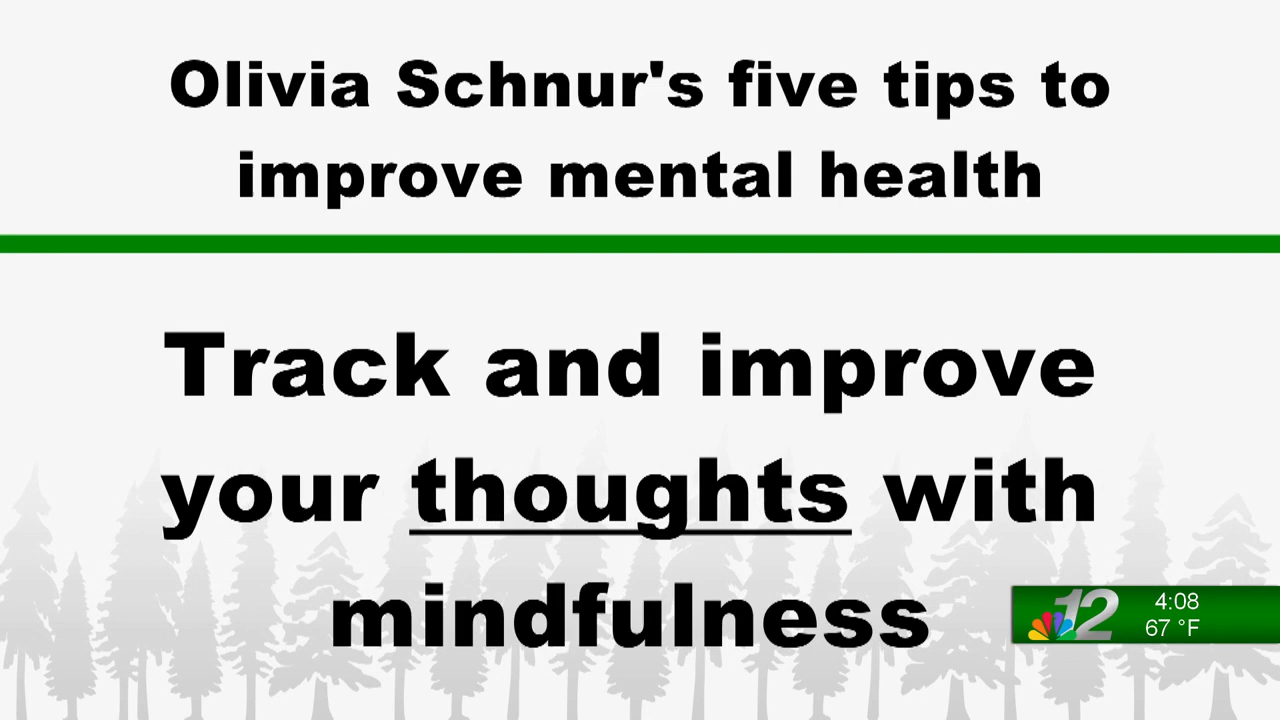 Olivia Schnur's five tips to
improve mental health
Track and improve
your thoughts with
mindfulness
12
4:08
67 °F